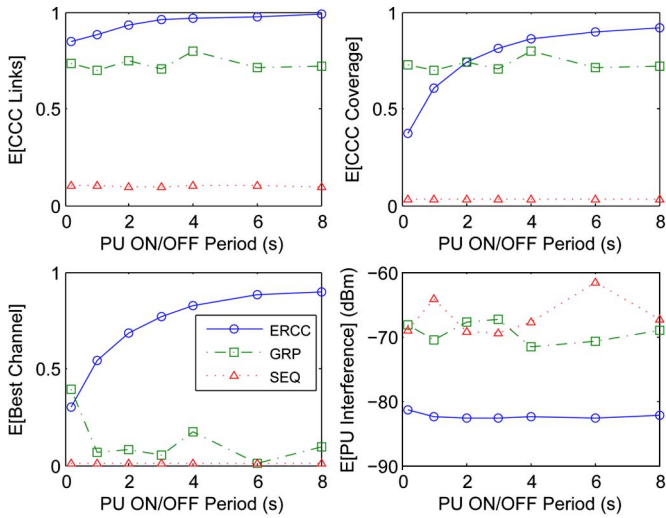 1
0.5
0
E[CCC Links]
0 2 4 6 8
PU ON/OFF Period (s)
1
0.5
0
E[CCC Coverage]
0 2 4 6 8
PU ON/OFF Period (s)
1
0.5
0
E[Best Channel]
ERCC
GRP
SEQ
0 2 4 6 8
PU ON/OFF Period (s)
−60
−70
−80
−90
E[PU Interference] (dBm)
0 2 4 6 8
PU ON/OFF Period (s)